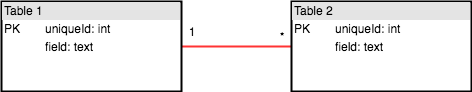 Table 1
PK uniqueId: int
field: text
1
*
Table 2
PK uniqueId: int
field: text